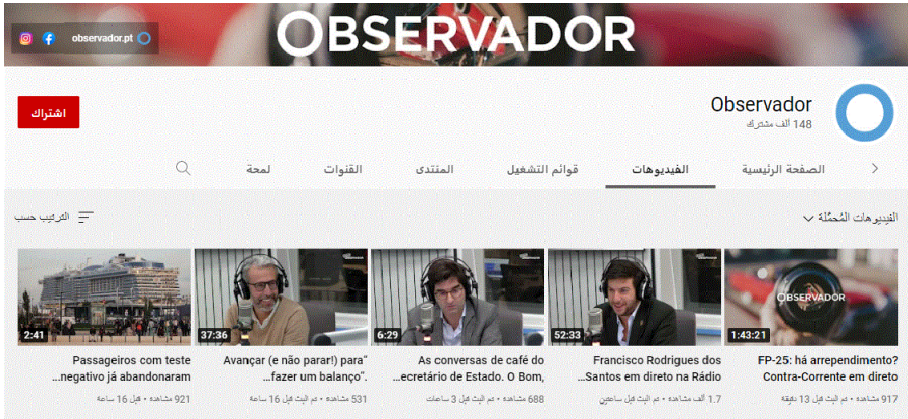 OBSERVADOR
observador.pt
Observador
148 ألف مشترك
اشتراك
الصفحة الرئيسية
الفيديوهات
قوائم التشغيل
المنتدى
القنوات
لمحة
الفيديوهات المُحمَّلة
الترتيب حسب
OBSERVADOR
1:43:21
FP-25: há arrependimento?
Contra-Corrente em direto
917 مشاهدة • تم البث قبل 13 دقيقة
52:33
Francisco Rodrigues dos
Santos em direto na Rádio...
1.7 ألف مشاهدة • تم البث قبل ساعتين
6:29
As conversas de café do
...ecretário de Estado. O Bom,
688 مشاهدة • تم البث قبل 3 ساعات
37:36
Avançar (e não parar!) para"
...fazer um balanço".
531 مشاهدة • تم البث قبل 16 ساعة
2:41
Passageiros com teste
...negativo já abandonaram
921 مشاهدة • قبل 16 ساعة